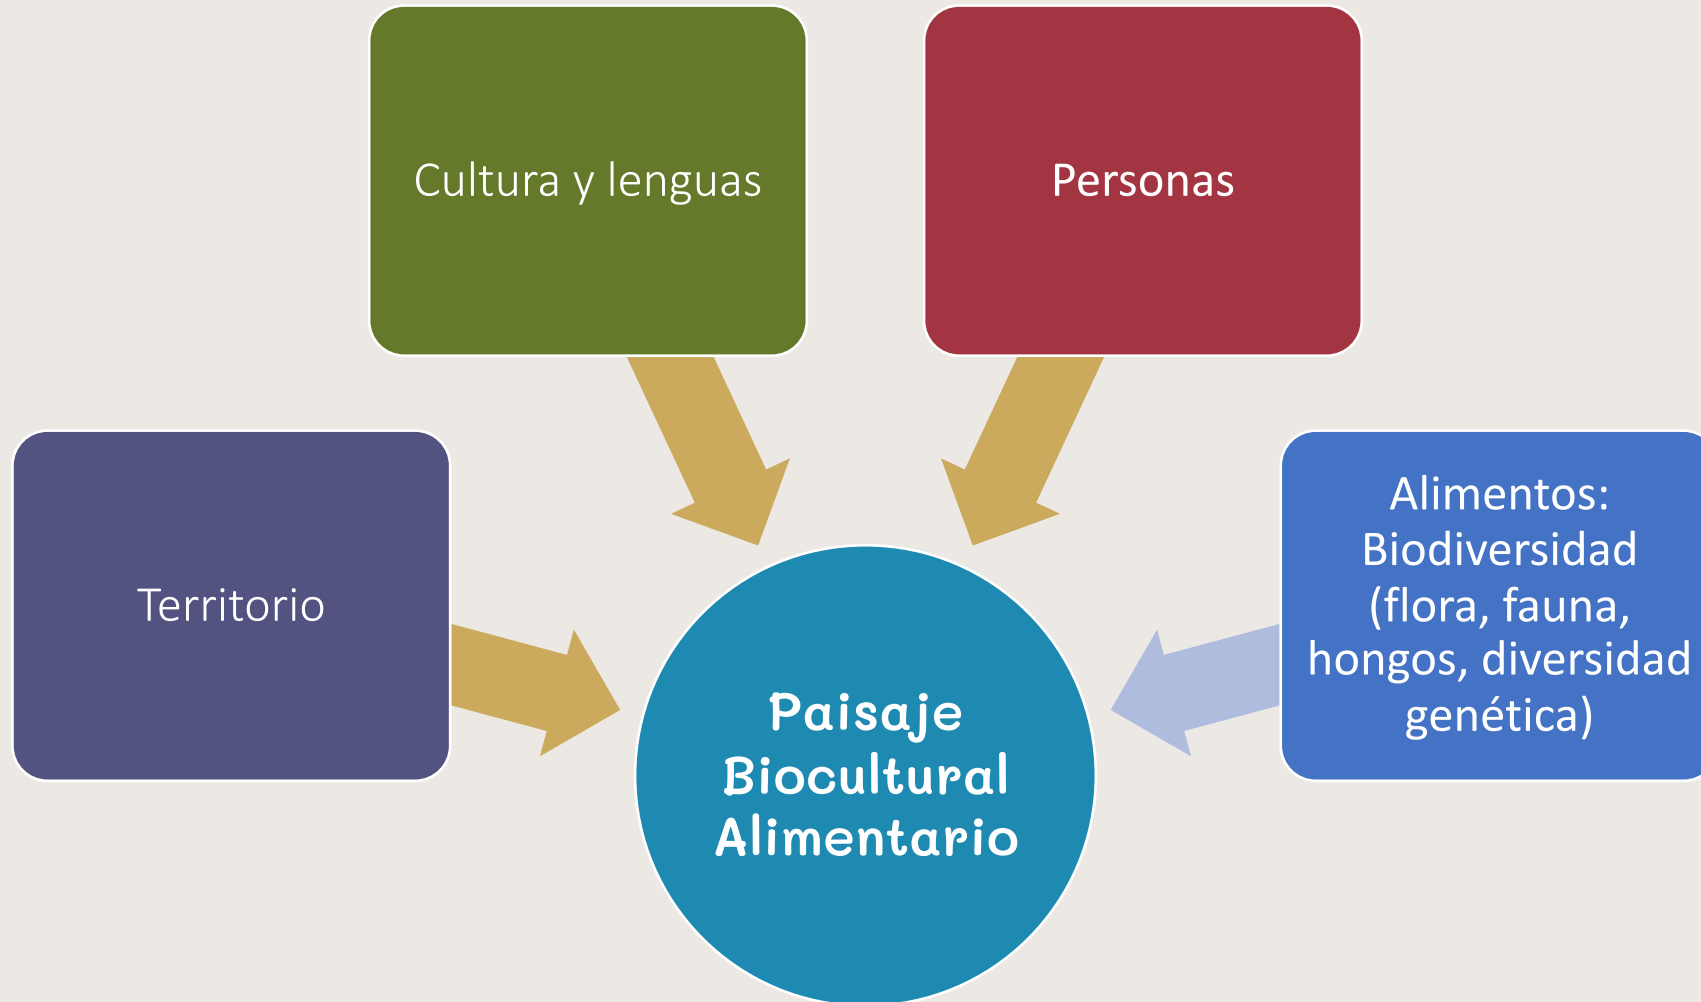 Cultura y lenguas
Personas
Territorio
Alimentos:
Biodiversidad
(flora, fauna,
hongos, diversidad
genética)
Paisaje
Biocultural
Alimentario